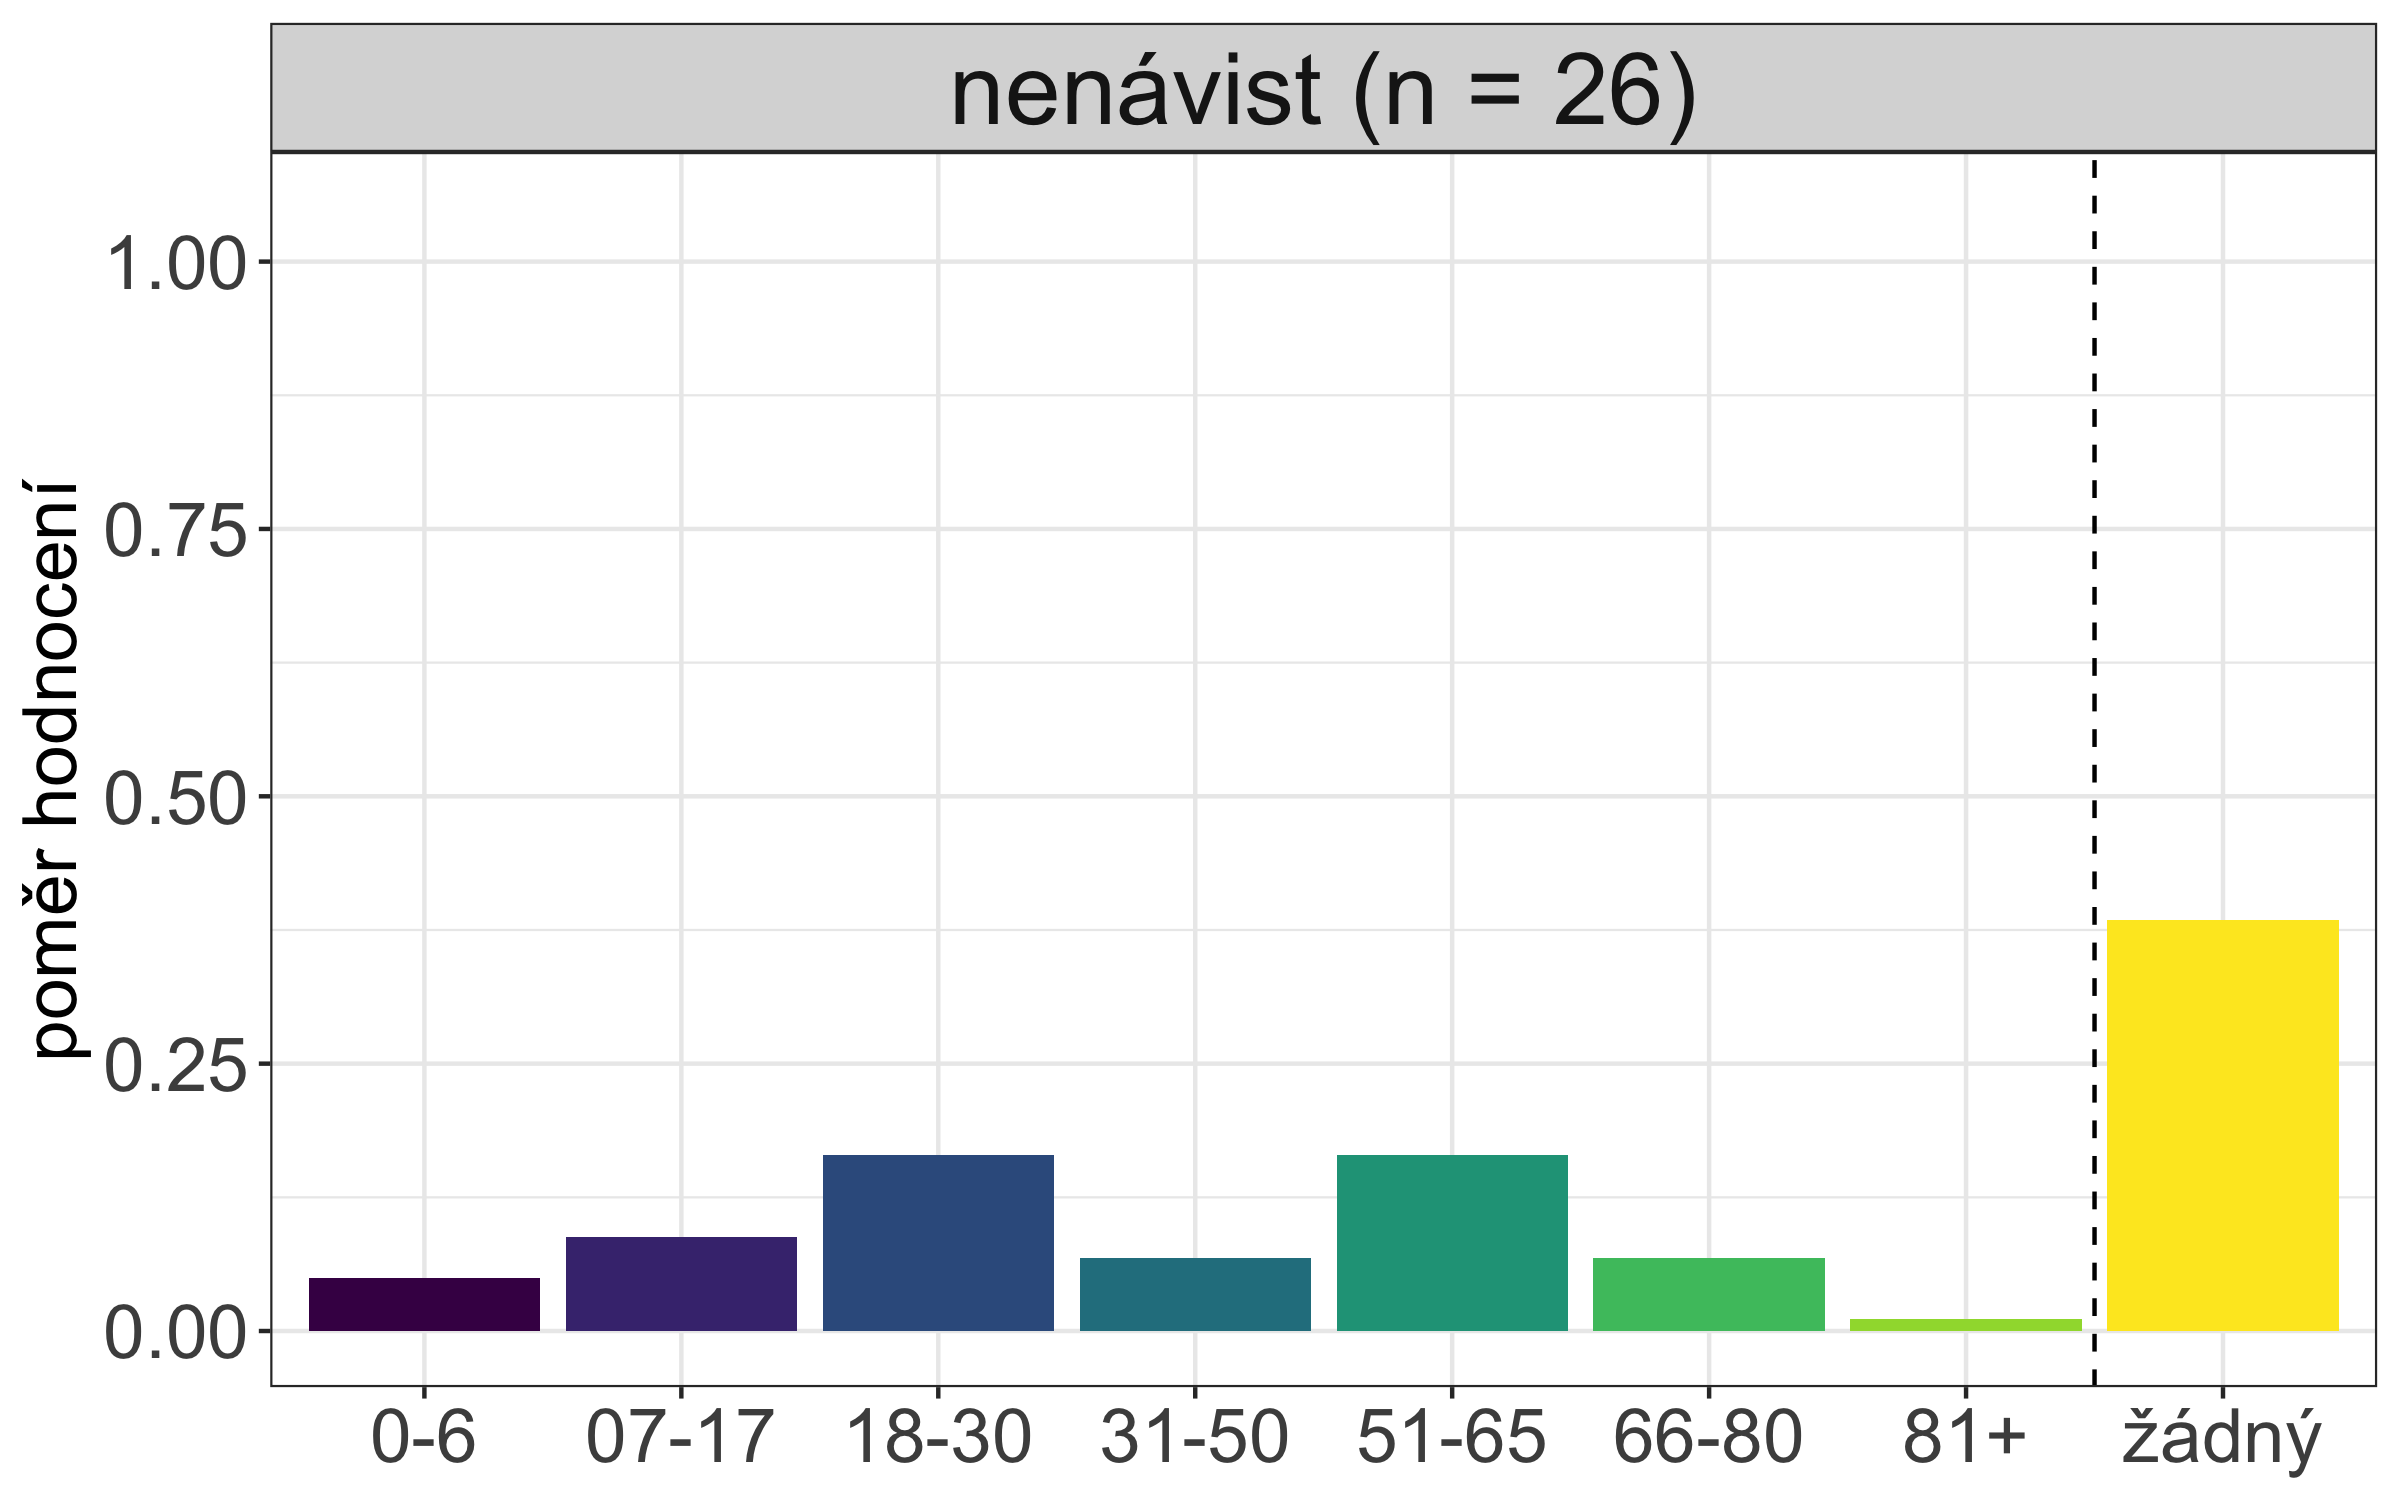 nenávist (n = 26)
poměr hodnocení
1.00
0.75
0.50
0.25
0.00
0-6 07-17 18-30 31-50 51-65 66-80 81+ žádný